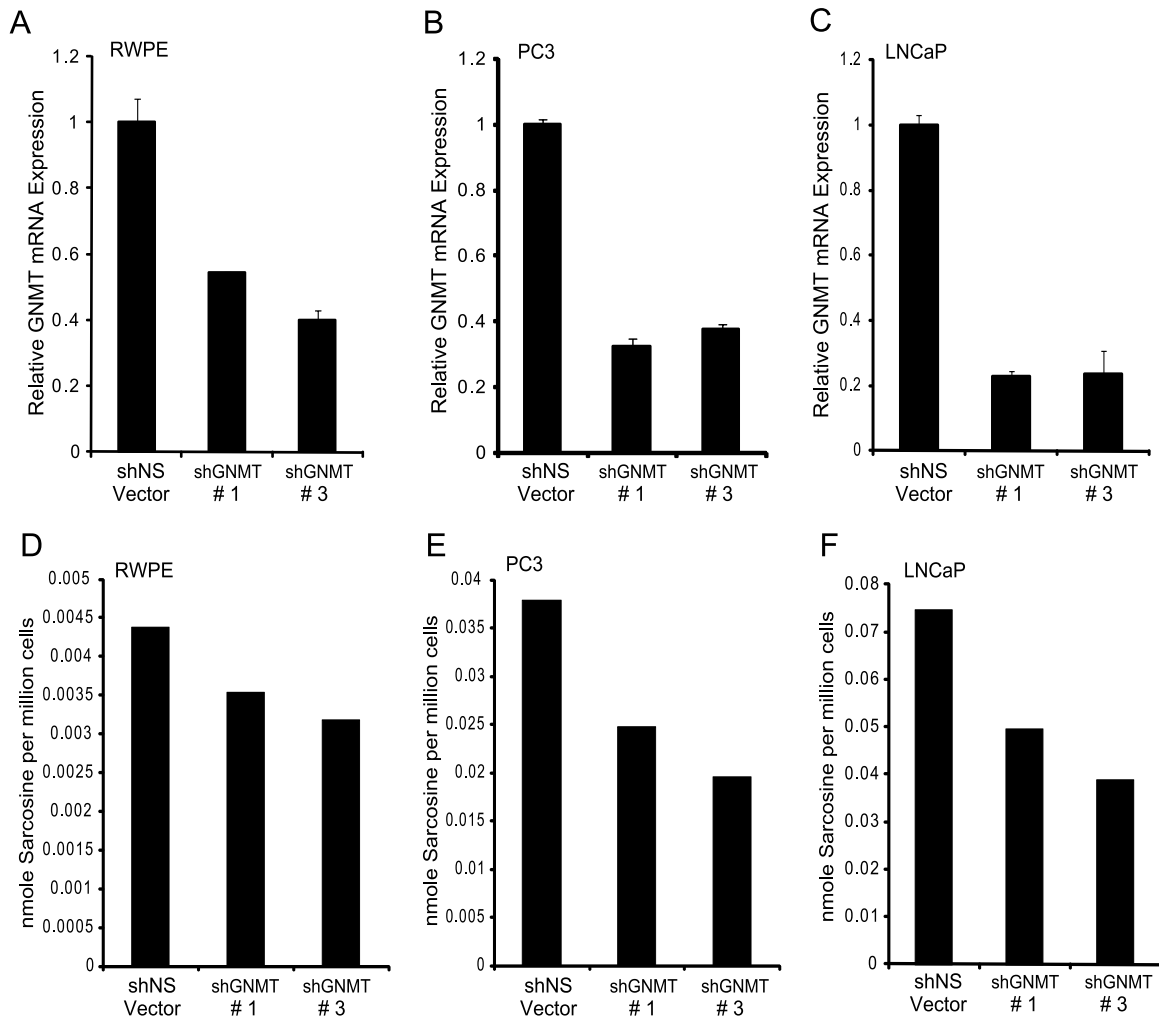 A
RWPE
Relative GNMT mRNA Expression
1.2
1
0.8
0.6
0.4
0.2
0
shNS
Vector
shGNMT
# 1
shGNMT
# 3
B
PC3
Relative GNMT mRNA Expression
1.2
1
0.8
0.6
0.4
0.2
0
shNS
Vector
shGNMT
# 1
shGNMT
# 3
C
LNCaP
Relative GNMT mRNA Expression
1.2
1
0.8
0.6
0.4
0.2
0
shNS
Vector
shGNMT
# 1
shGNMT
# 3
D
RWPE
nmole Sarcosine per million cells
0.005
0.0045
0.004
0.0035
0.003
0.0025
0.002
0.0015
0.001
0.0005
0
shNS
Vector
shGNMT
# 1
shGNMT
# 3
E
PC3
nmole Sarcosine per million cells
0.04
0.035
0.03
0.025
0.02
0.015
0.01
0.005
0
shNS
Vector
shGNMT
# 1
shGNMT
# 3
F
LNCaP
nmole Sarcosine per million cells
0.08
0.07
0.06
0.05
0.04
0.03
0.02
0.01
0
shNS
Vector
shGNMT
# 1
shGNMT
# 3